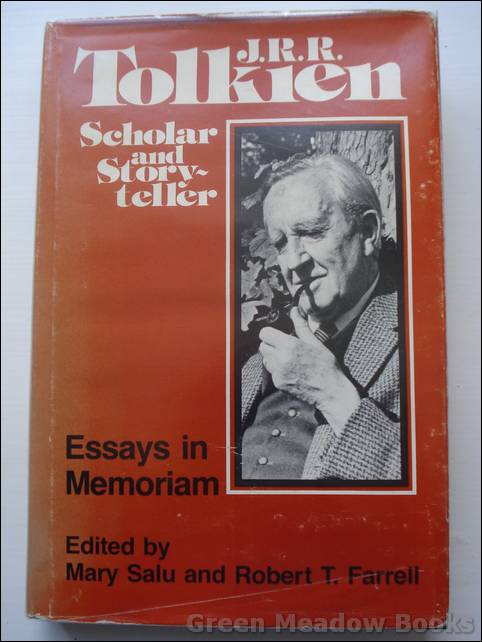 J.R.R.
Tolkien
Scholar
and
Story-
teller
Essays in
Memoriam
Edited by
Mary Salu and Robert T. Farrell
Green Meadow Books